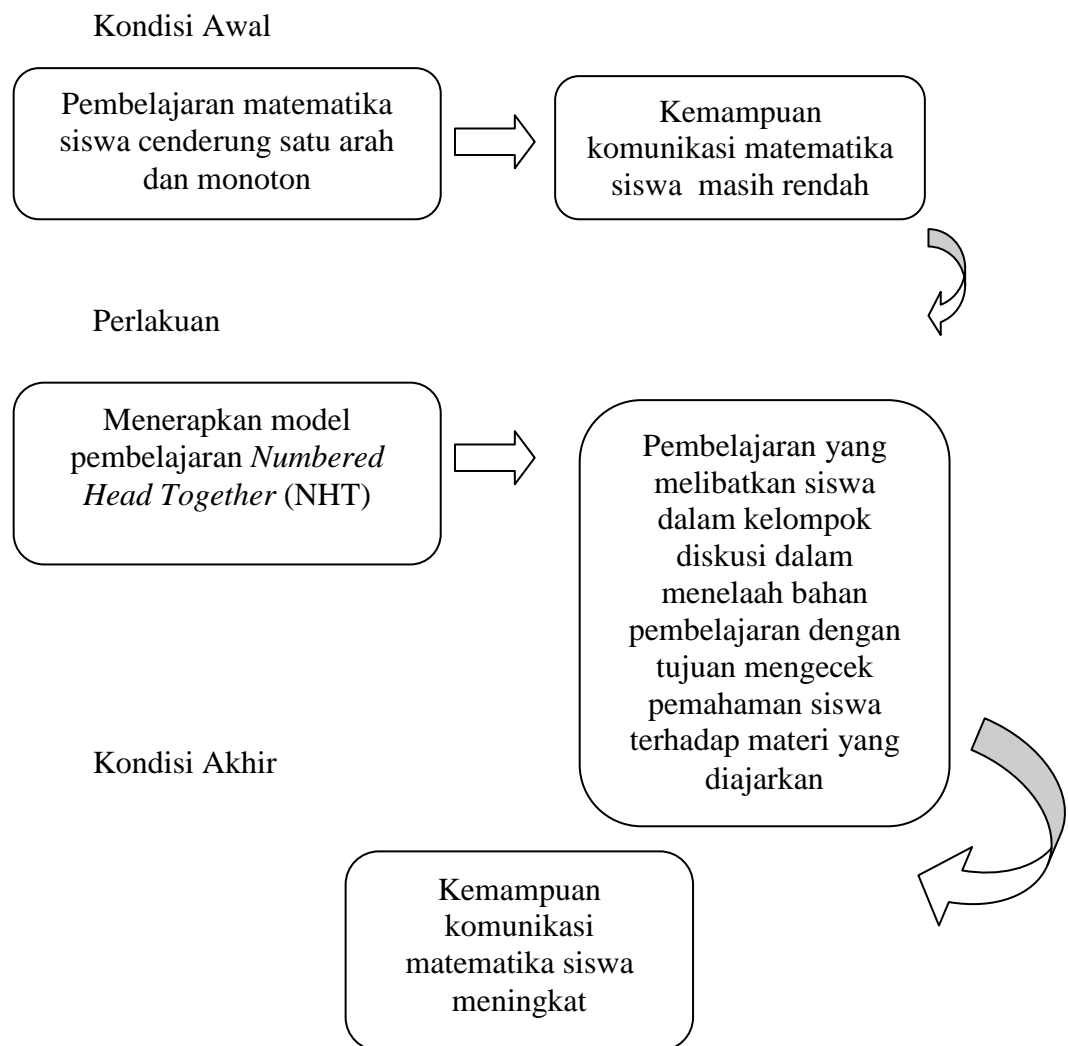 Kondisi Awal
Pembelajaran matematika
siswa cenderung satu arah
dan monoton
Kemampuan
komunikasi matematika
siswa masih rendah
Perlakuan
Menerapkan model
pembelajaran Numbered
Head Together (NHT)
Pembelajaran yang
melibatkan siswa
dalam kelompok
diskusi dalam
menelaah bahan
pembelajaran dengan
tujuan mengecek
pemahaman siswa
terhadap materi yang
diajarkan
Kondisi Akhir
Kemampuan
komunikasi
matematika siswa
meningkat